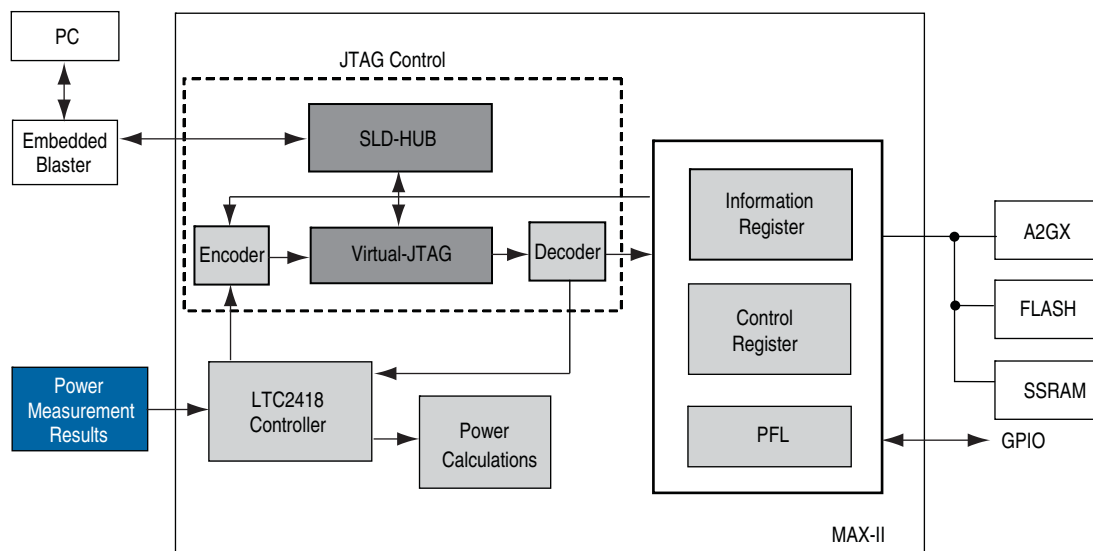 PC
JTAG Control
Embedded
Blaster
SLD-HUB
Information
Register
A2GX
Encoder
Virtual-JTAG
Decoder
FLASH
Control
Register
Power
Measurement
Results
LTC2418
Controller
SSRAM
Power
Calculations
PFL
GPIO
MAX-II